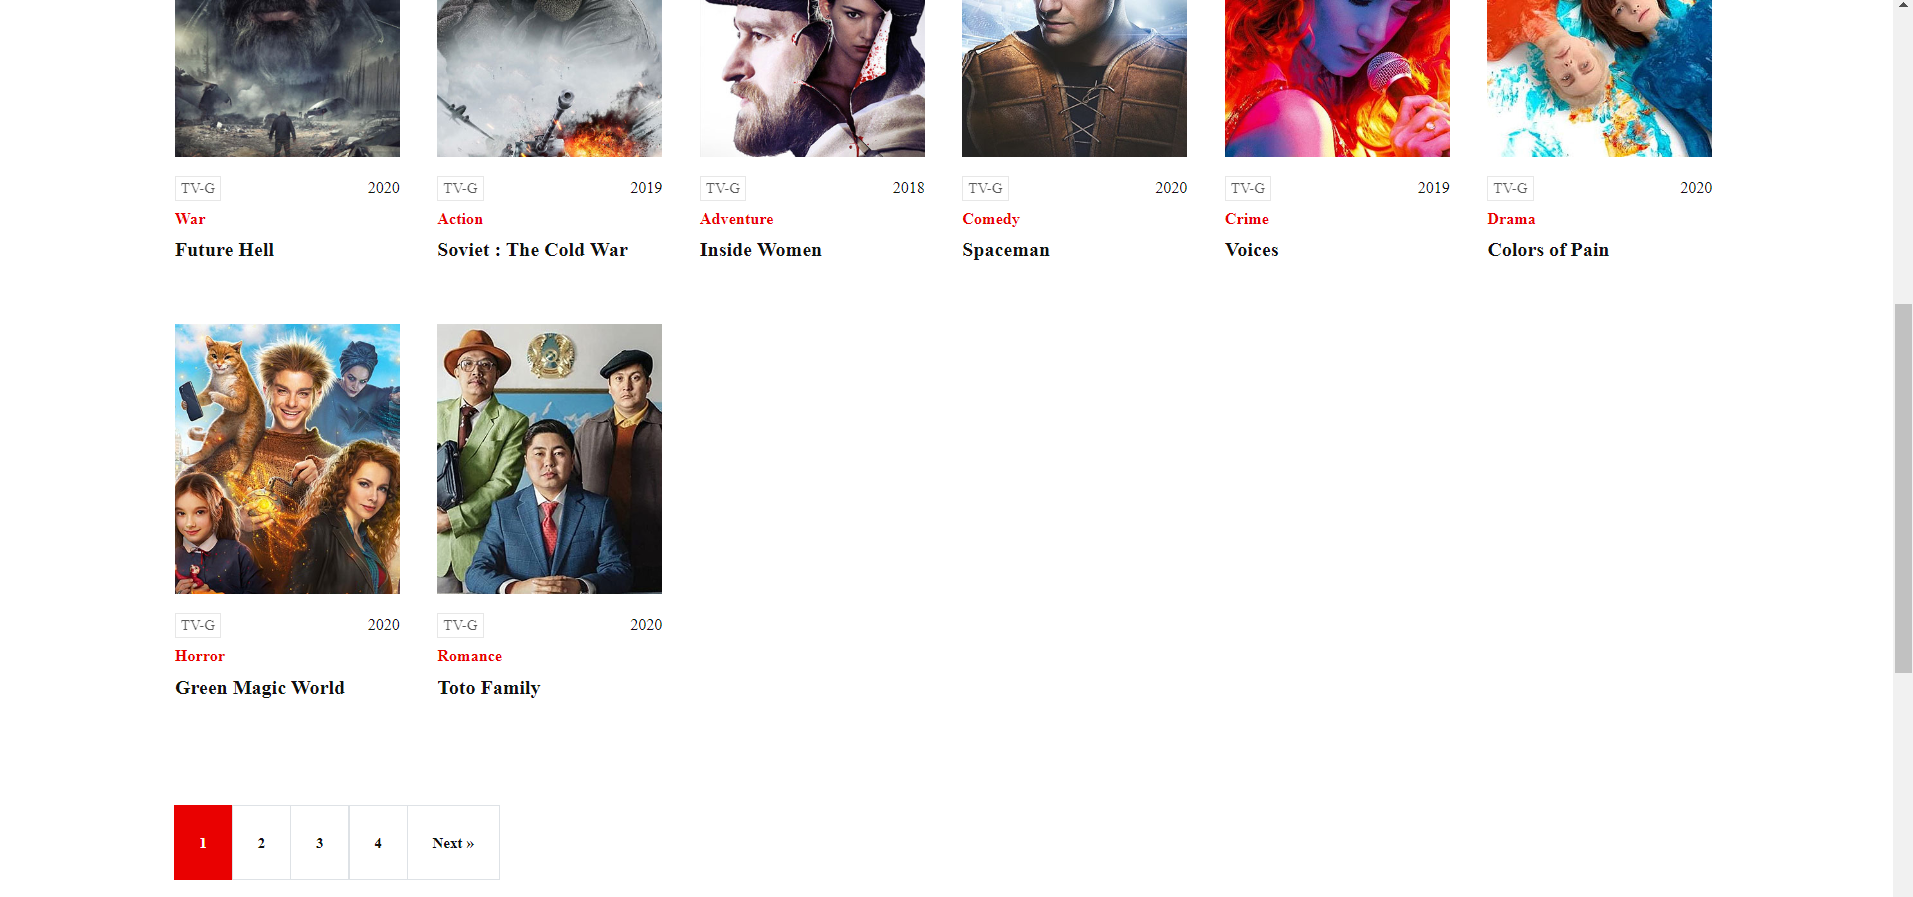 TV-G 2020
War
Future Hell
TV-G 2019
Action
Soviet : The Cold War
TV-G 2018
Adventure
Inside Women
TV-G 2020
Comedy
Spaceman
TV-G 2019
Crime
Voices
TV-G 2020
Drama
Colors of Pain
TV-G 2020
Horror
Green Magic World
TV-G 2020
Romance
Toto Family
1 2 3 4 Next »